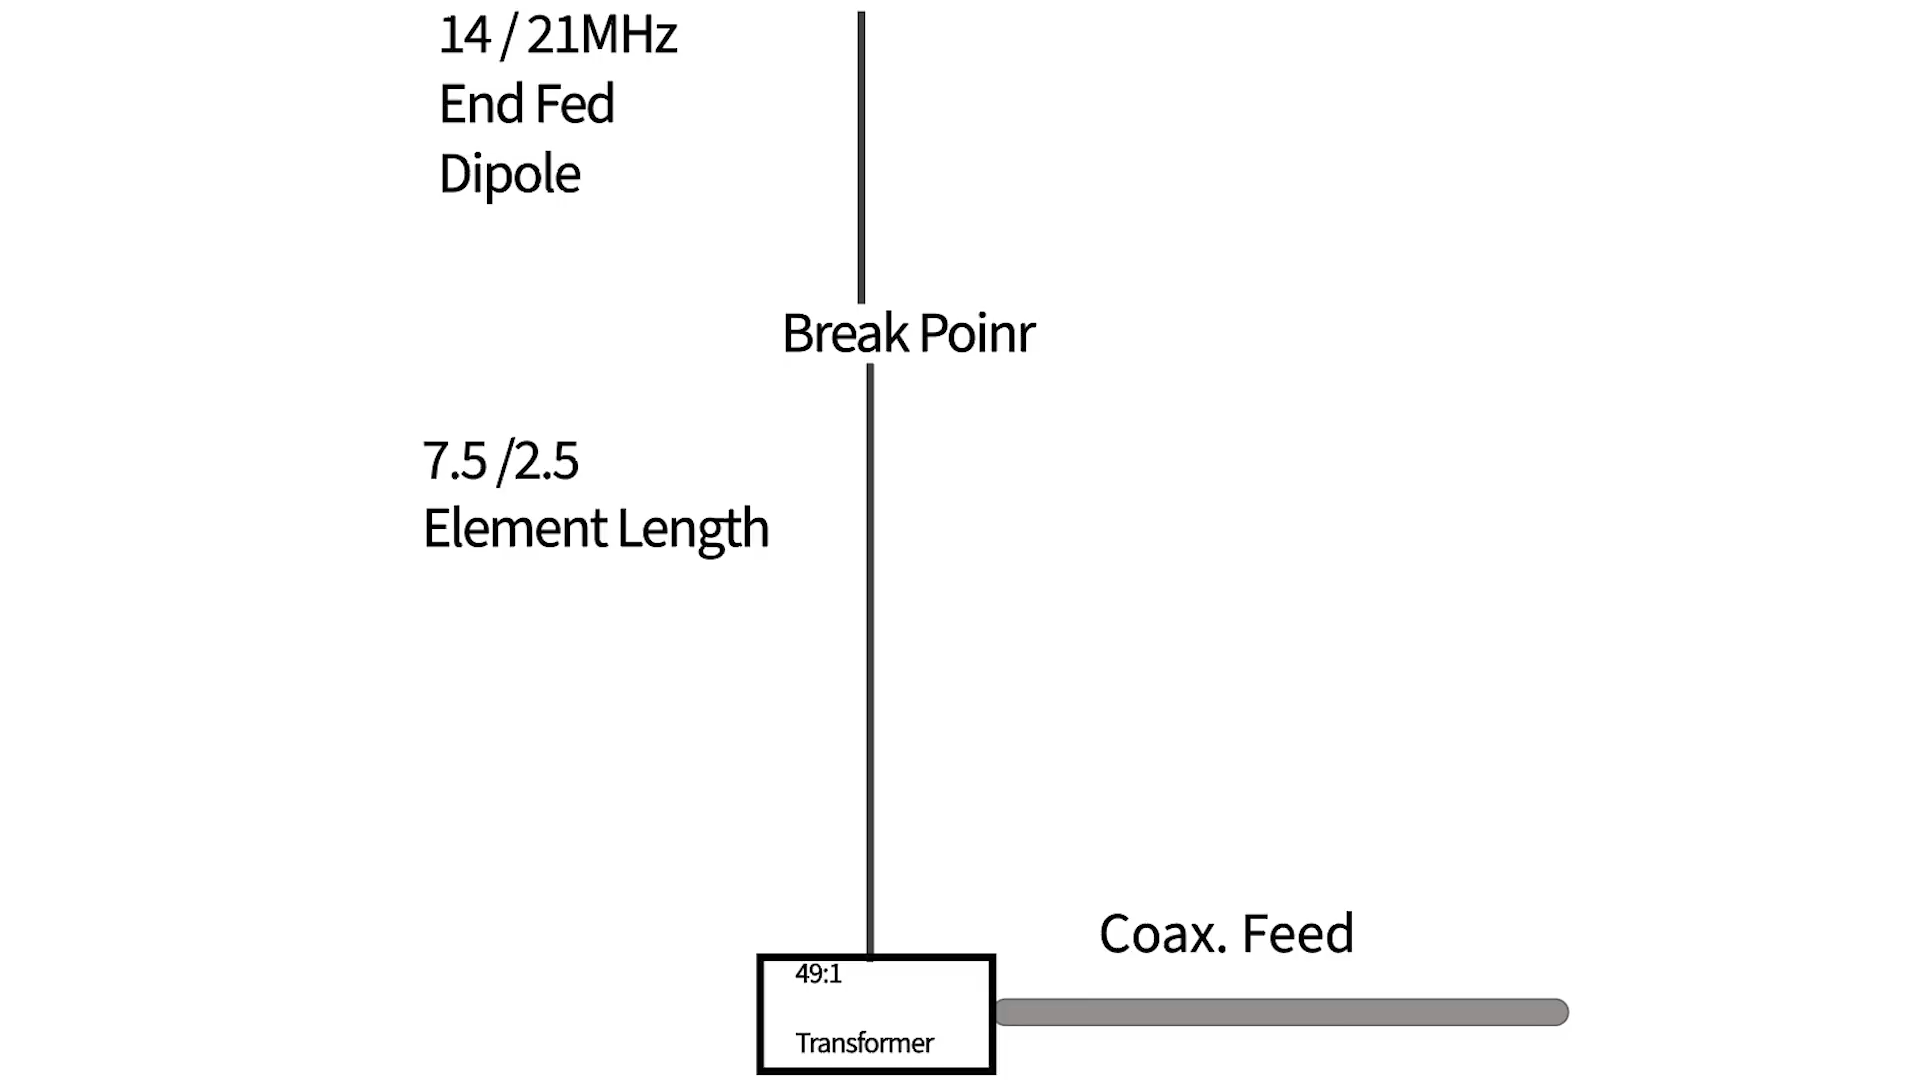 14 / 21MHz
End Fed
Dipole
Break Poinr
7.5 /2.5
Element Length
Coax. Feed
49:1
Transformer